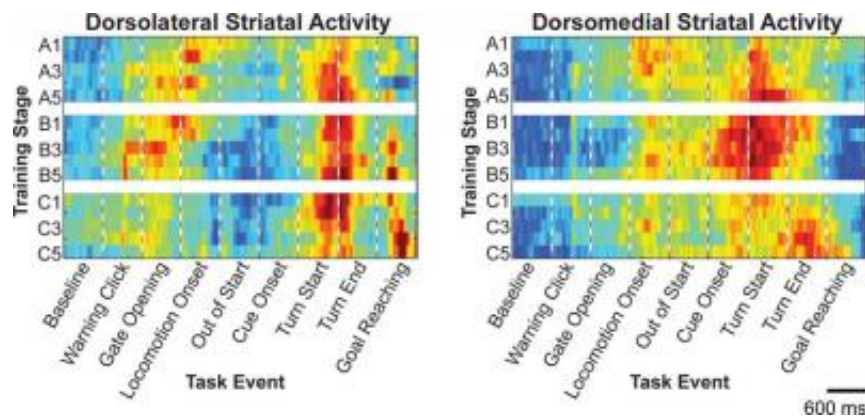 Dorsolateral Striatal Activity
Training Stage
A1
A3
A5
B1
B3
B5
C1
C3
C5
Baseline
Warning Click
Gate Opening
Locomotion Onset
Out of Start
Cue Onset
Turn Start
Turn End
Goal Reaching
Task Event
Dorsomedial Striatal Activity
Training Stage
A1
A3
A5
B1
B3
B5
C1
C3
C5
Baseline
Warning Click
Gate Opening
Locomotion Onset
Out of Start
Cue Onset
Turn Start
Turn End
Goal Reaching
Task Event
600 ms